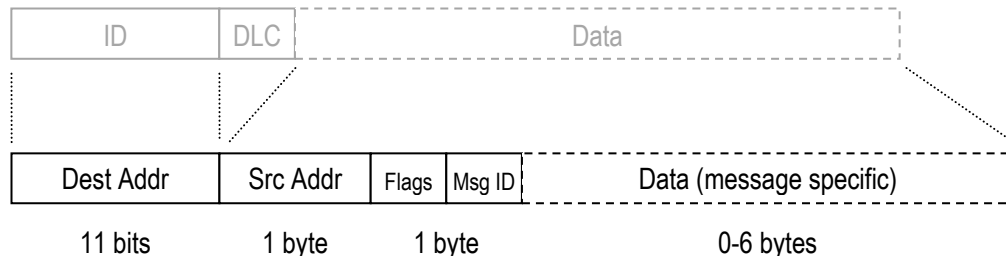 ID DLC Data
Dest Addr Src Addr Flags Msg ID Data (message specific)
11 bits 1 byte 1 byte 0-6 bytes